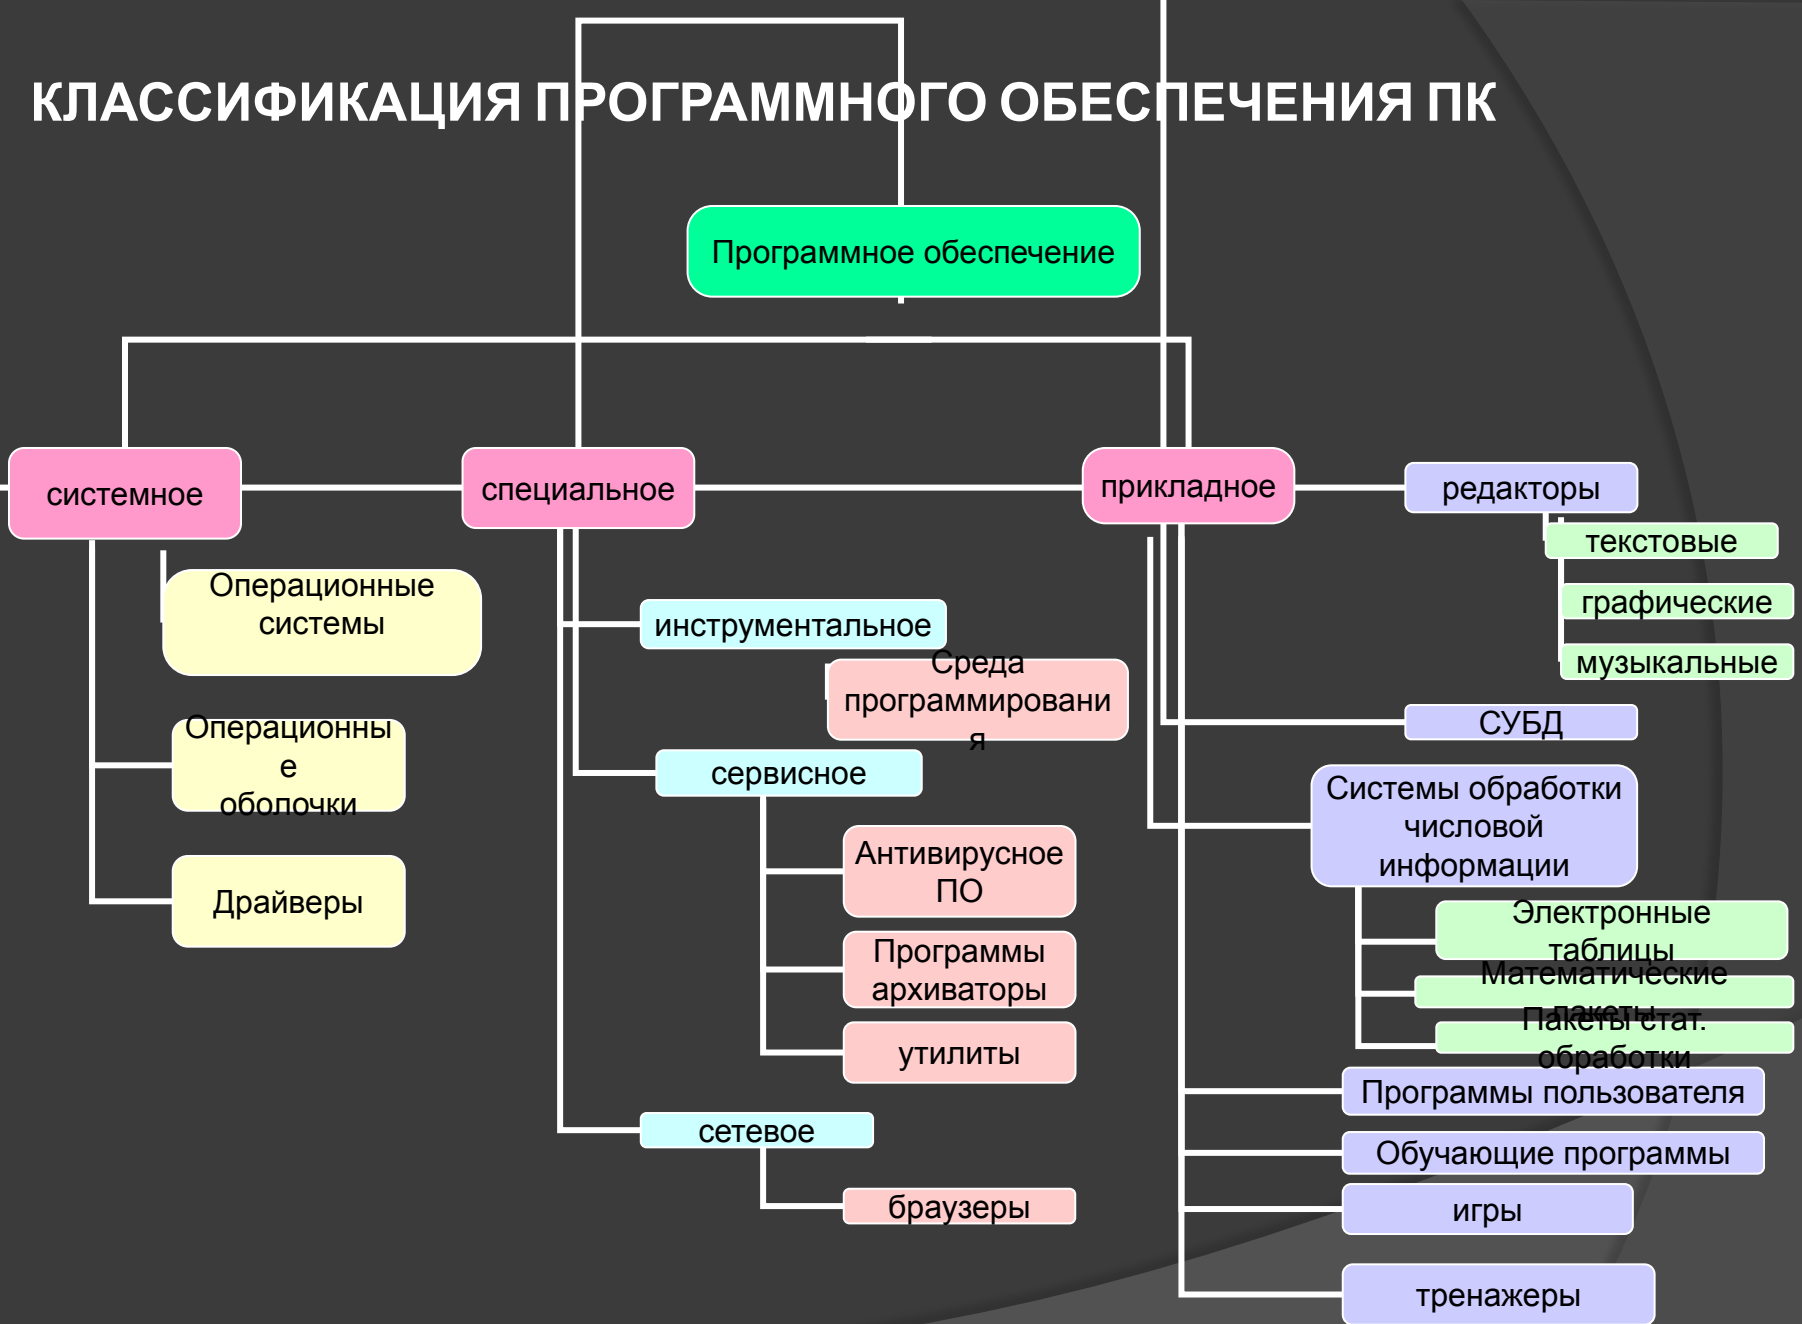 КЛАССИФИКАЦИЯ ПРОГРАММНОГО ОБЕСПЕЧЕНИЯ ПК
Программное обеспечение
системное
Операционные
системы
Операционны
е
оболочки
Драйверы
специальное
инструментальное
Среда
программировани
я
сервисное
Антивирусное
ПО
Программы
архиваторы
утилиты
сетевое
браузеры
прикладное
редакторы
текстовые
графические
музыкальные
СУБД
Системы обработки
числовой
информации
Электронные
таблицы
Математические
пакеты
Пакеты стат.
обработки
Программы пользователя
Обучающие программы
игры
тренажеры